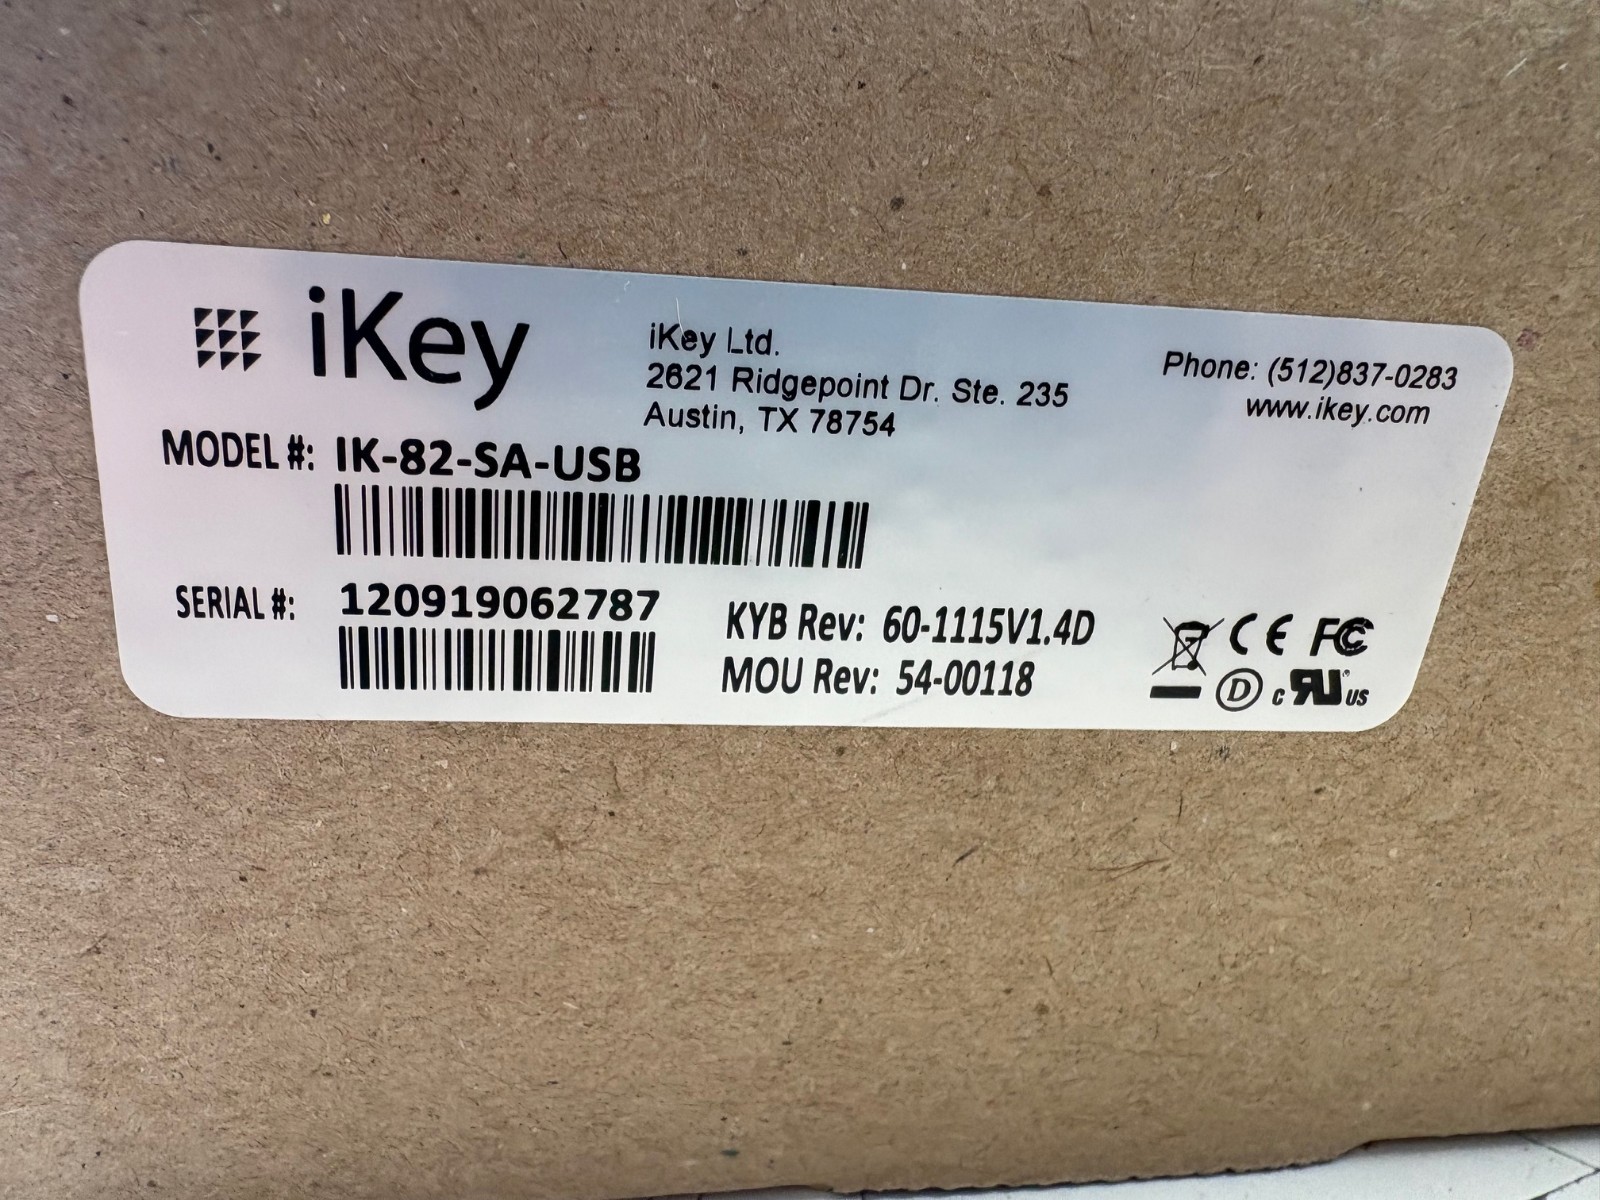 iKey
iKey Ltd.
2621 Ridgepoint Dr. Ste. 235
Austin, TX 78754
Phone: (512)837-0283
www.ikey.com
MODEL #: IK-82-SA-USB
SERIAL #: 120919062787
KYB Rev: 60-1115V1.4D
MOU Rev: 54-00118
CE FC
D c RU® US